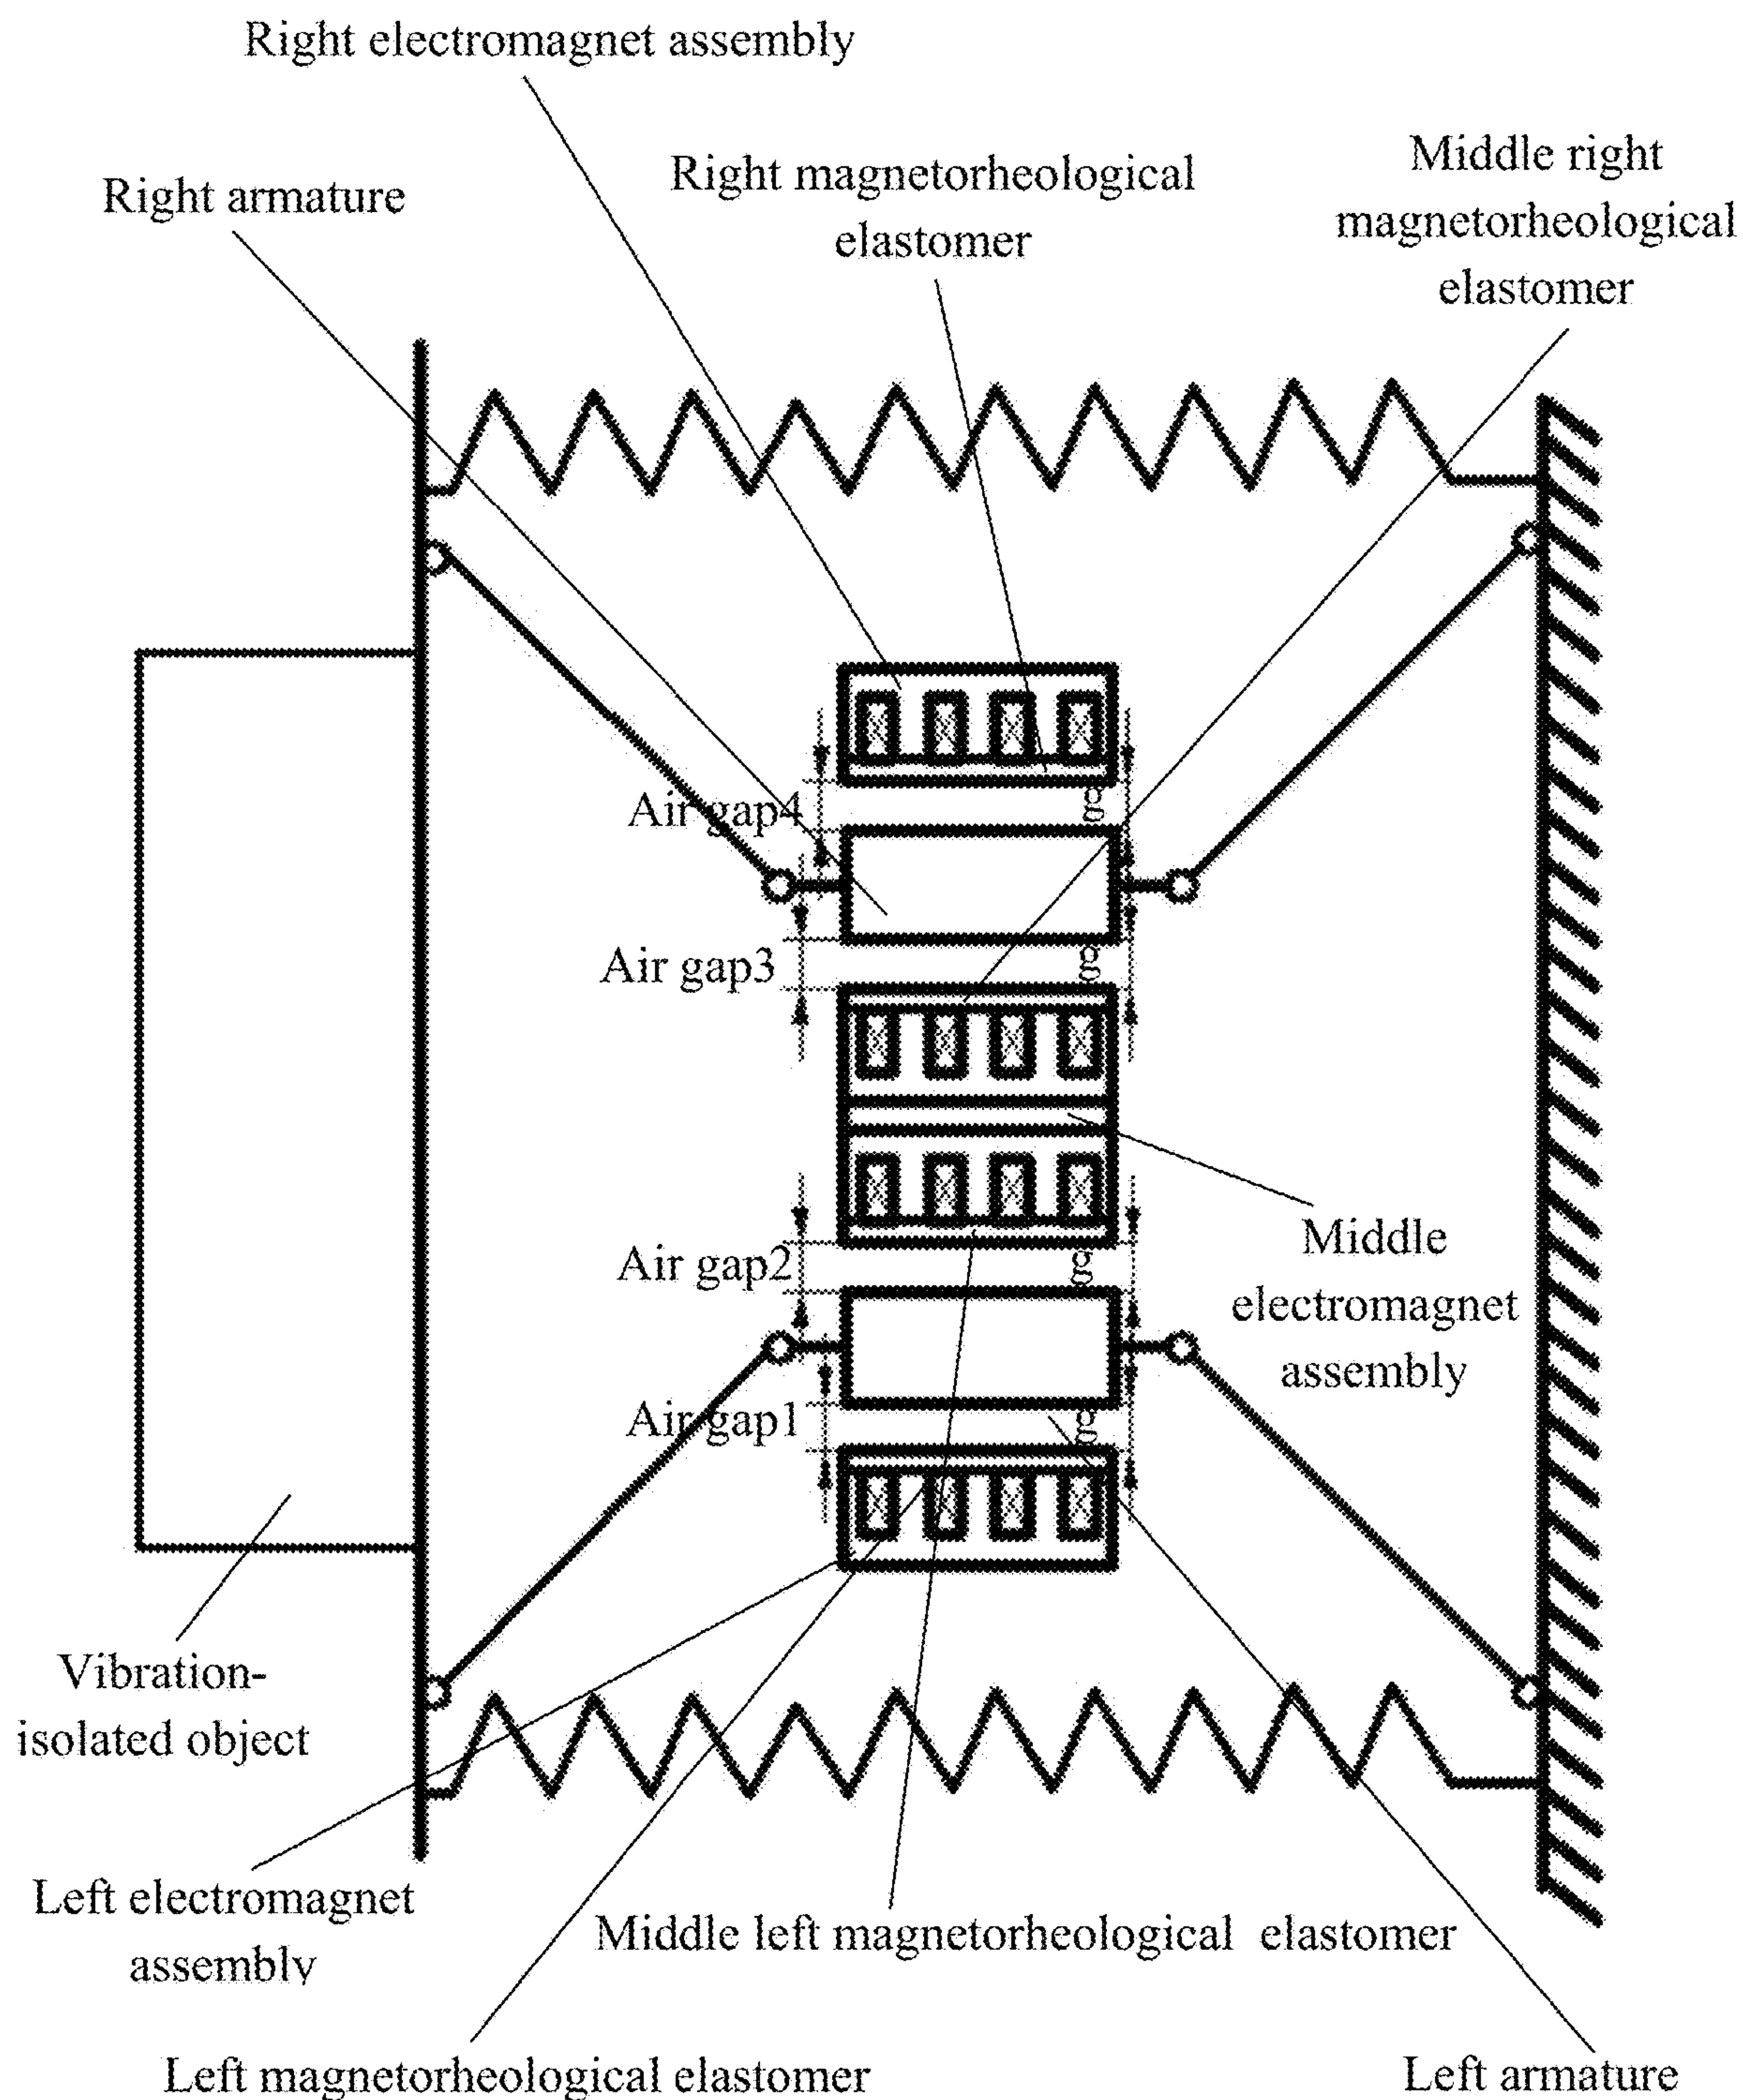 Right electromagnet assembly
Right armature
Right magnetorheological
elastomer
Middle right
magnetorheological
elastomer
Air gap4
g
Air gap3
g
Air gap2
g
Middle
electromagnet
assembly
Air gap1
g
Vibration-
isolated object
Left electromagnet
assembly
Middle left magnetorheological elastomer
Left magnetorheological elastomer
Left armature